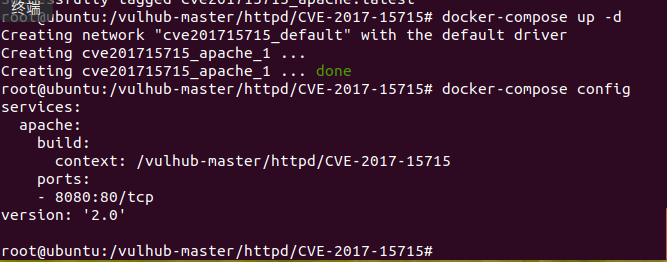 终端
Successfully tagged cve201715715_apache:latest
root@ubuntu:/vulhub-master/httpd/CVE-2017-15715# docker-compose up -d
Creating network "cve201715715_default" with the default driver
Creating cve201715715_apache_1 ...
Creating cve201715715_apache_1 ... done
root@ubuntu:/vulhub-master/httpd/CVE-2017-15715# docker-compose config
services:
  apache:
    build:
      context: /vulhub-master/httpd/CVE-2017-15715
    ports:
    - 8080:80/tcp
version: '2.0'
root@ubuntu:/vulhub-master/httpd/CVE-2017-15715#